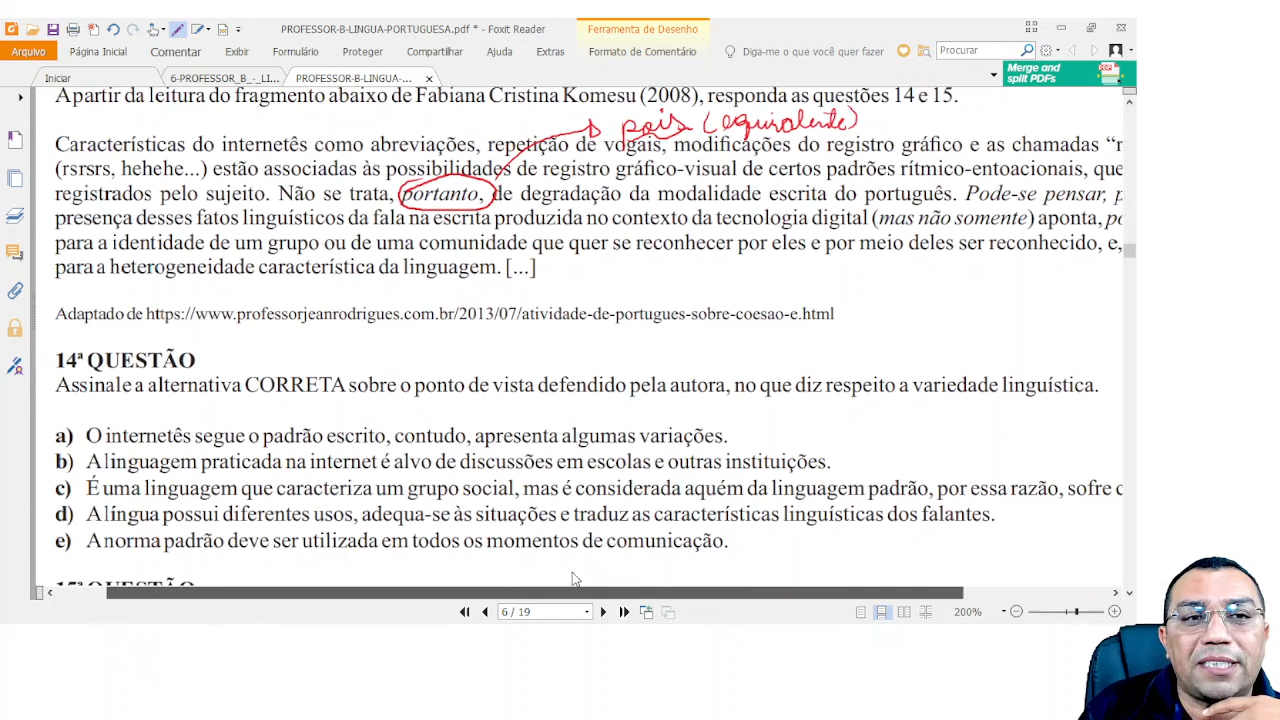 PROFESSOR-B-LINGUA-PORTUGUESA.pdf * - Foxit Reader
Ferramenta de Desenho
Arquivo Página Inicial Comentar Exibir Formulário Proteger Compartilhar Ajuda Extras Formato de Comentário Diga-me o que você quer fazer Procurar
Iniciar 6-PROFESSOR_B_-_LI... PROFESSOR-B-LINGUA-... Merge and
split PDFs
A partir da leitura do fragmento abaixo de Fabiana Cristina Komesu (2008), responda as questões 14 e 15.
pois (equivalente)
Características do internetês como abreviações, repetição de vogais, modificações do registro gráfico e as chamadas “r
(rsrsrs, hehehe...) estão associadas às possibilidades de registro gráfico-visual de certos padrões rítmico-entoacionais, que
registrados pelo sujeito. Não se trata, portanto, de degradação da modalidade escrita do português. Pode-se pensar, p
presença desses fatos linguísticos da fala na escrita produzida no contexto da tecnologia digital (mas não somente) aponta, po
para a identidade de um grupo ou de uma comunidade que quer se reconhecer por eles e por meio deles ser reconhecido, e,
para a heterogeneidade característica da linguagem. [...]
Adaptado de https://www.professorjeanrodrigues.com.br/2013/07/atividade-de-portugues-sobre-coesao-e.html
14ª QUESTÃO
Assinale a alternativa CORRETA sobre o ponto de vista defendido pela autora, no que diz respeito a variedade linguística.
a) O internetês segue o padrão escrito, contudo, apresenta algumas variações.
b) A linguagem praticada na internet é alvo de discussões em escolas e outras instituições.
c) É uma linguagem que caracteriza um grupo social, mas é considerada aquém da linguagem padrão, por essa razão, sofre c
d) A língua possui diferentes usos, adequa-se às situações e traduz as características linguísticas dos falantes.
e) A norma padrão deve ser utilizada em todos os momentos de comunicação.
15ª QUESTÃO
6 / 19
200%